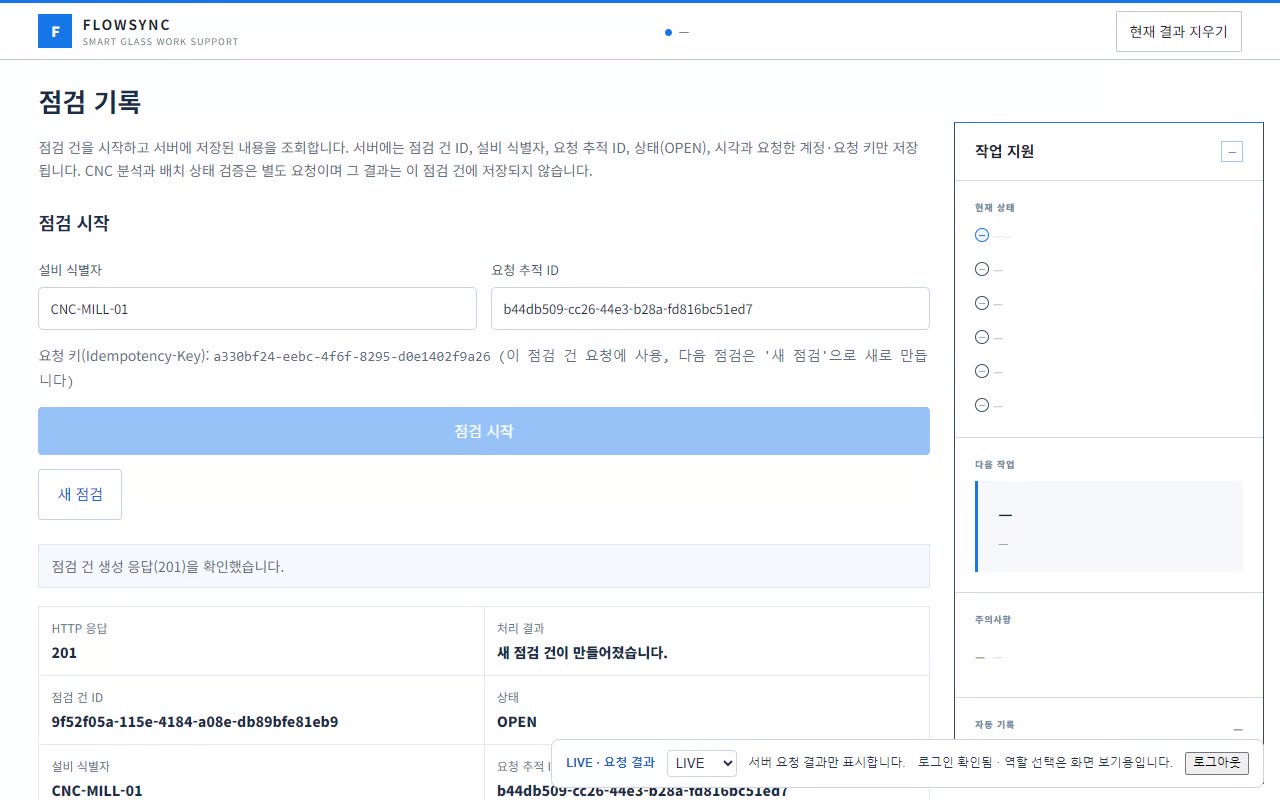 F
FLOWSYNC
SMART GLASS WORK SUPPORT
—
현재 결과 지우기
점검 기록
점검 건을 시작하고 서버에 저장된 내용을 조회합니다. 서버에는 점검 건 ID, 설비 식별자, 요청 추적 ID, 상태(OPEN), 시각과 요청한 계정·요청 키만 저장
됩니다. CNC 분석과 배치 상태 검증은 별도 요청이며 그 결과는 이 점검 건에 저장되지 않습니다.
점검 시작
설비 식별자
요청 추적 ID
CNC-MILL-01
b44db509-cc26-44e3-b28a-fd816bc51ed7
요청 키(Idempotency-Key): a330bf24-eebc-4f6f-8295-d0e1402f9a26 (이 점검 건 요청에 사용, 다음 점검은 '새 점검'으로 새로 만듭
니다)
점검 시작
새 점검
점검 건 생성 응답(201)을 확인했습니다.
HTTP 응답
201
처리 결과
새 점검 건이 만들어졌습니다.
점검 건 ID
9f52f05a-115e-4184-a08e-db89bfe81eb9
상태
OPEN
설비 식별자
CNC-MILL-01
요청 추적 I
b44db509-cc26-44e3-b28a-fd816bc51ed7
작업 지원
—
현재 상태
—
—
—
—
—
—
다음 작업
—
—
주의사항
— —
자동 기록
—
LIVE · 요청 결과
LIVE
서버 요청 결과만 표시합니다.
로그인 확인됨 · 역할 선택은 화면 보기용입니다.
로그아웃